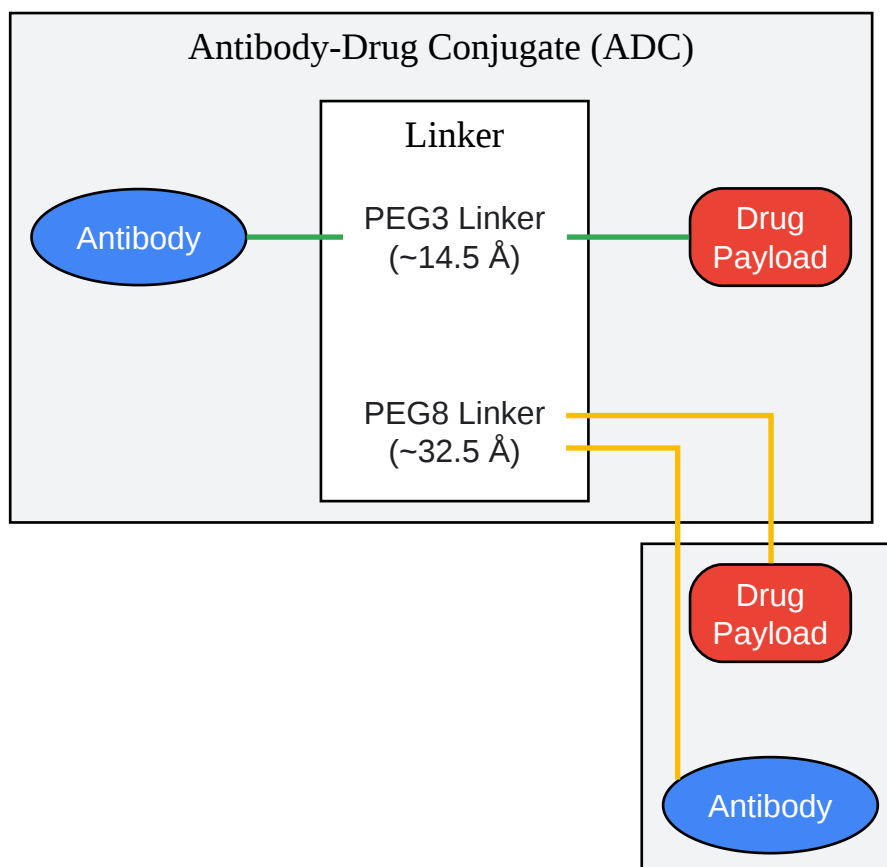 Antibody-Drug Conjugate (ADC)
Linker
Antibody
PEG3 Linker
(~14.5 Å)
Drug
Payload
PEG8 Linker
(~32.5 Å)
Drug
Payload
Antibody